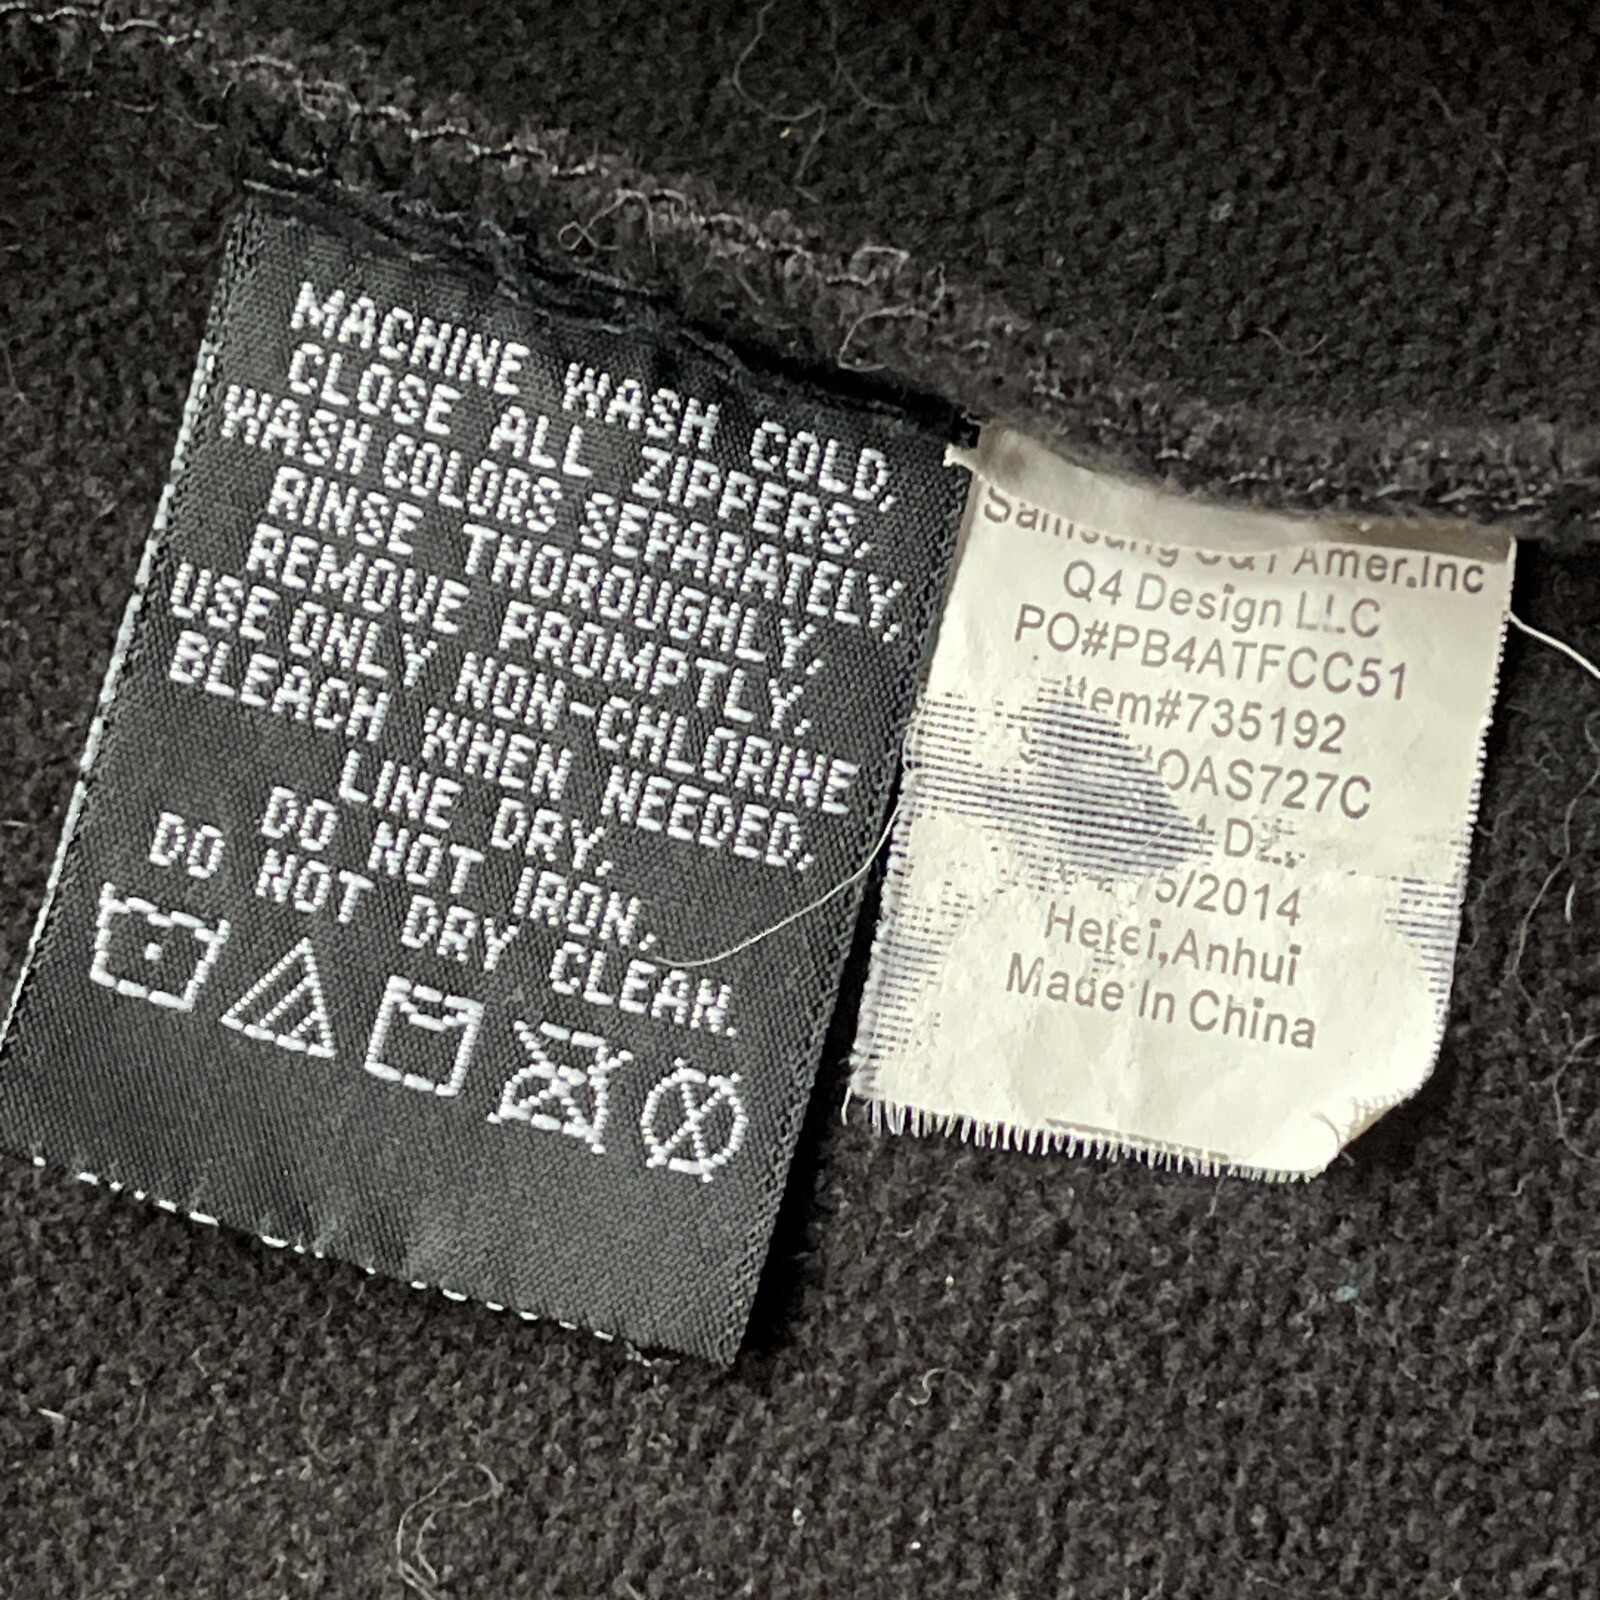 MACHINE WASH COLD,
CLOSE ALL ZIPPERS,
WASH COLORS SEPARATELY,
RINSE THOROUGHLY,
REMOVE PROMPTLY,
USE ONLY NON-CHLORINE
BLEACH WHEN NEEDED,
LINE DRY,
DO NOT IRON,
DO NOT DRY CLEAN.
Samsung C&T Amer.Inc
Q4 Design LLC
PO#PB4ATFCC51
Item#735192
#OAS727C
5/2014
Hefei,Anhui
Made In China